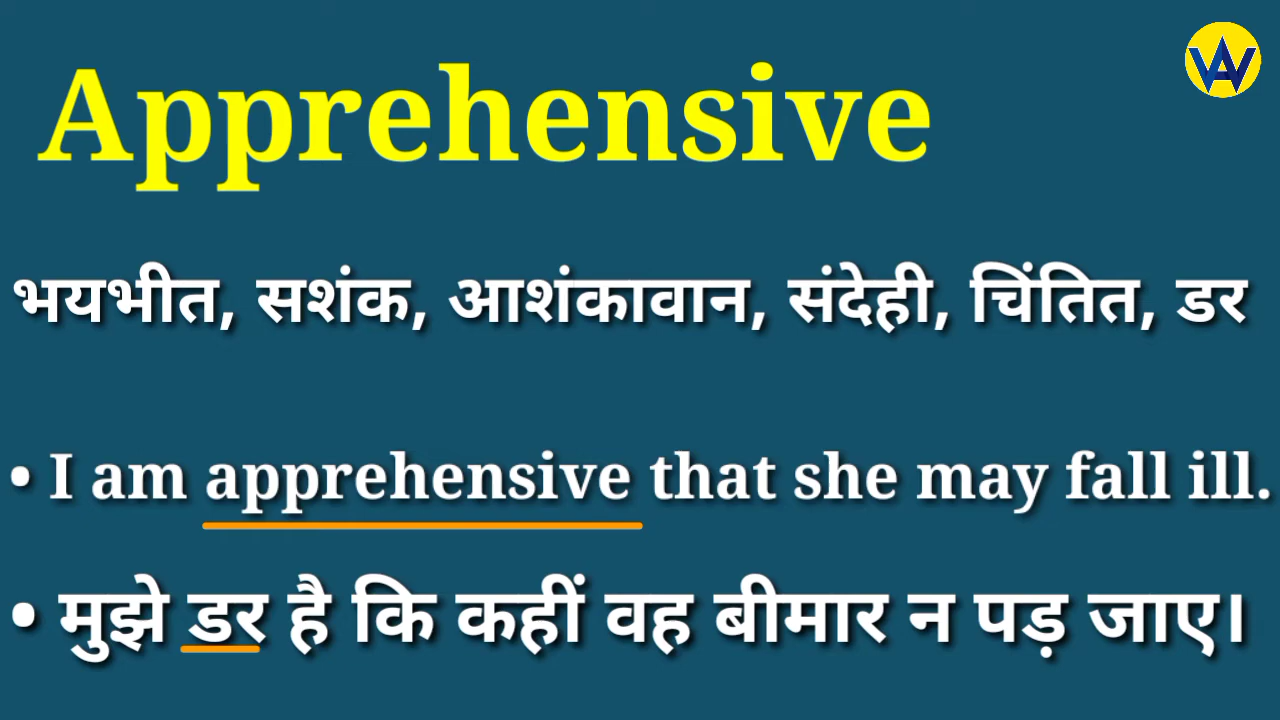 Apprehensive
भयभीत, सशंक, आशंकावान, संदेही, चिंतित, डर
• I am apprehensive that she may fall ill.
• मुझे डर है कि कहीं वह बीमार न पड़ जाए।